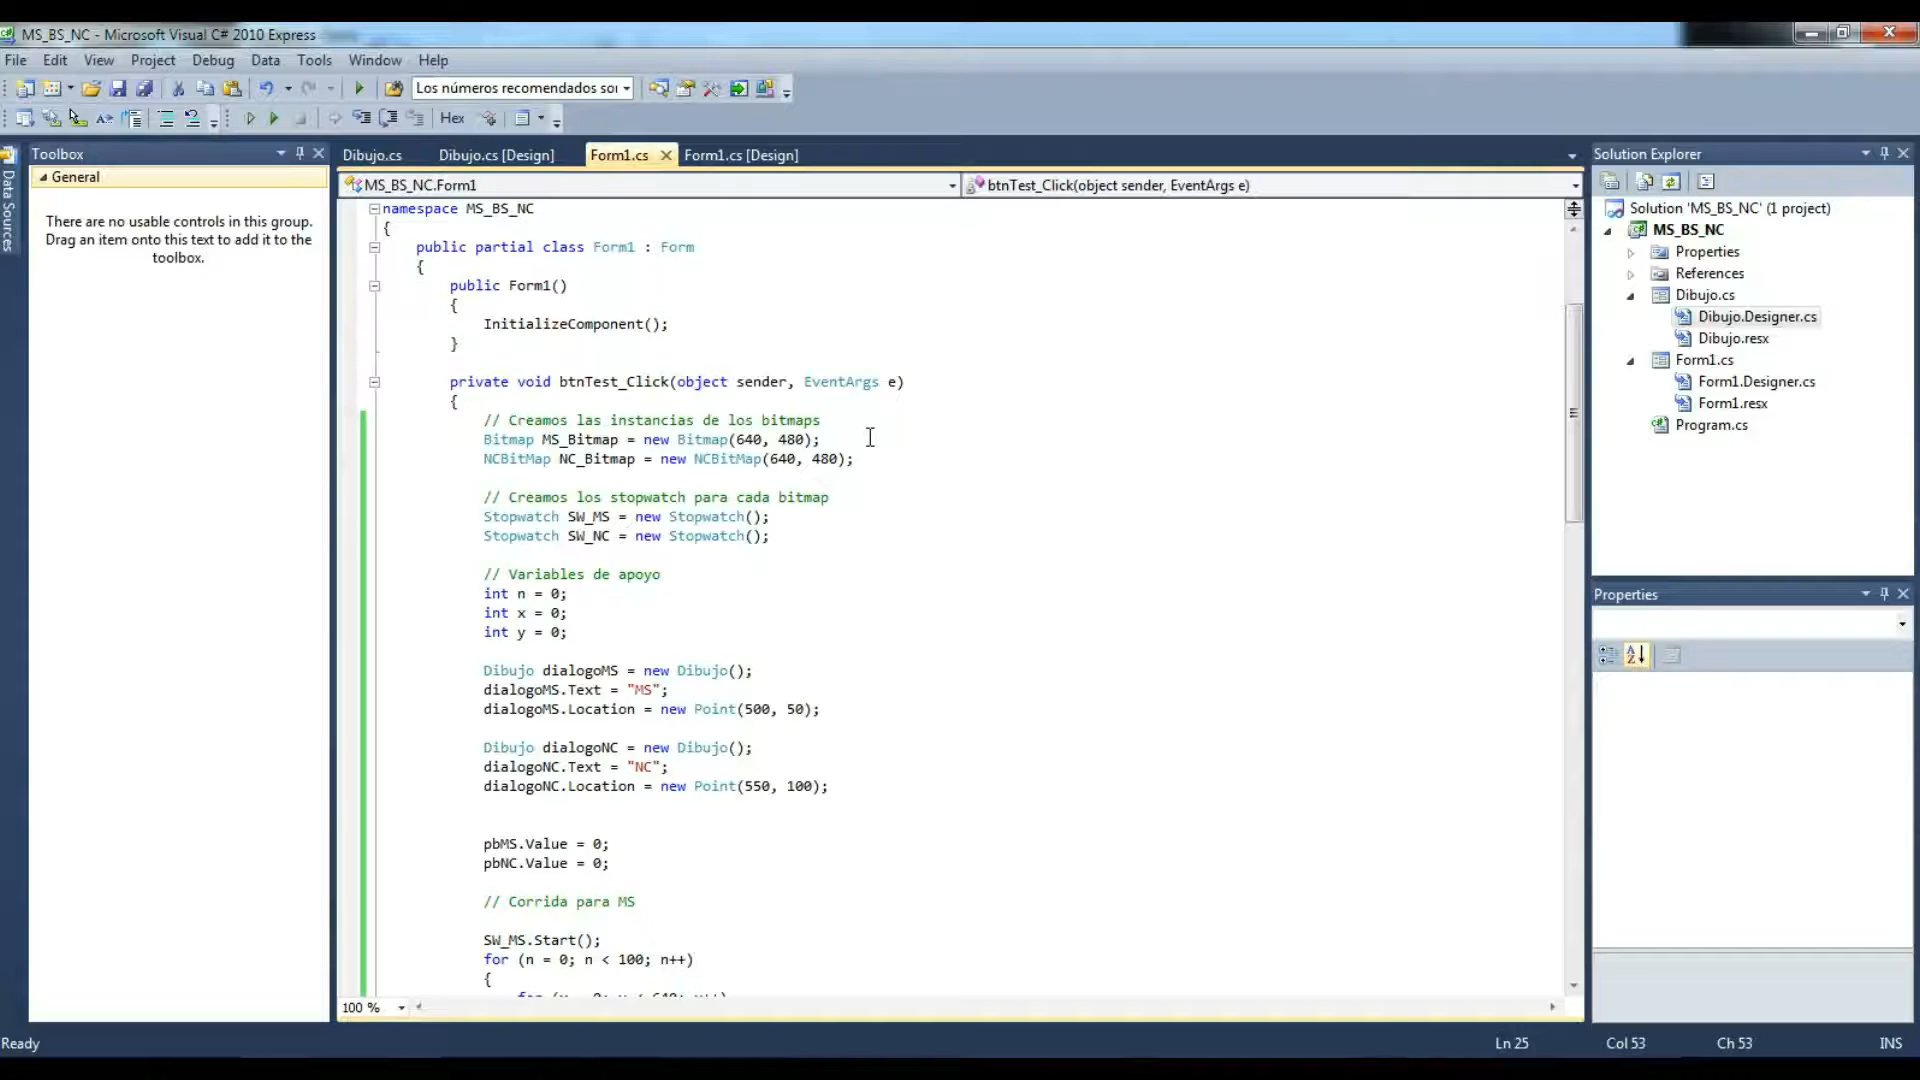 MS_BS_NC - Microsoft Visual C# 2010 Express
File Edit View Project Debug Data Tools Window Help
Los números recomendados sor
Hex
Data Sources
Toolbox
General
There are no usable controls in this group.
Drag an item onto this text to add it to the
toolbox.
Dibujo.cs Dibujo.cs [Design] Form1.cs Form1.cs [Design]
MS_BS_NC.Form1 btnTest_Click(object sender, EventArgs e)
namespace MS_BS_NC
{
public partial class Form1 : Form
{
public Form1()
{
InitializeComponent();
}
private void btnTest_Click(object sender, EventArgs e)
{
// Creamos las instancias de los bitmaps
Bitmap MS_Bitmap = new Bitmap(640, 480);
NCBitMap NC_Bitmap = new NCBitMap(640, 480);
// Creamos los stopwatch para cada bitmap
Stopwatch SW_MS = new Stopwatch();
Stopwatch SW_NC = new Stopwatch();
// Variables de apoyo
int n = 0;
int x = 0;
int y = 0;
Dibujo dialogoMS = new Dibujo();
dialogoMS.Text = "MS";
dialogoMS.Location = new Point(500, 50);
Dibujo dialogoNC = new Dibujo();
dialogoNC.Text = "NC";
dialogoNC.Location = new Point(550, 100);
pbMS.Value = 0;
pbNC.Value = 0;
// Corrida para MS
SW_MS.Start();
for (n = 0; n < 100; n++)
{
100 %
Solution Explorer
Solution 'MS_BS_NC' (1 project)
MS_BS_NC
Properties
References
Dibujo.cs
Dibujo.Designer.cs
Dibujo.resx
Form1.cs
Form1.Designer.cs
Form1.resx
Program.cs
Properties
Ready Ln 25 Col 53 Ch 53 INS